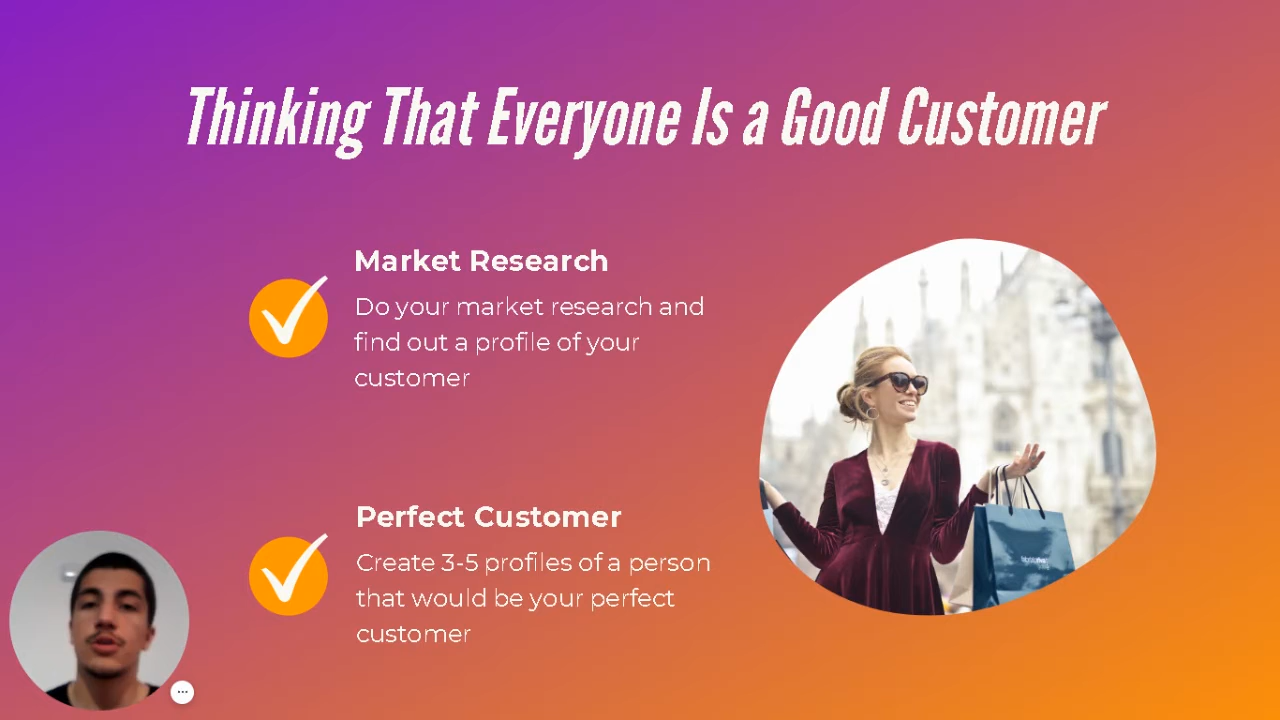 Thinking That Everyone Is a Good Customer
Market Research
Do your market research and
find out a profile of your
customer
Perfect Customer
Create 3-5 profiles of a person
that would be your perfect
customer